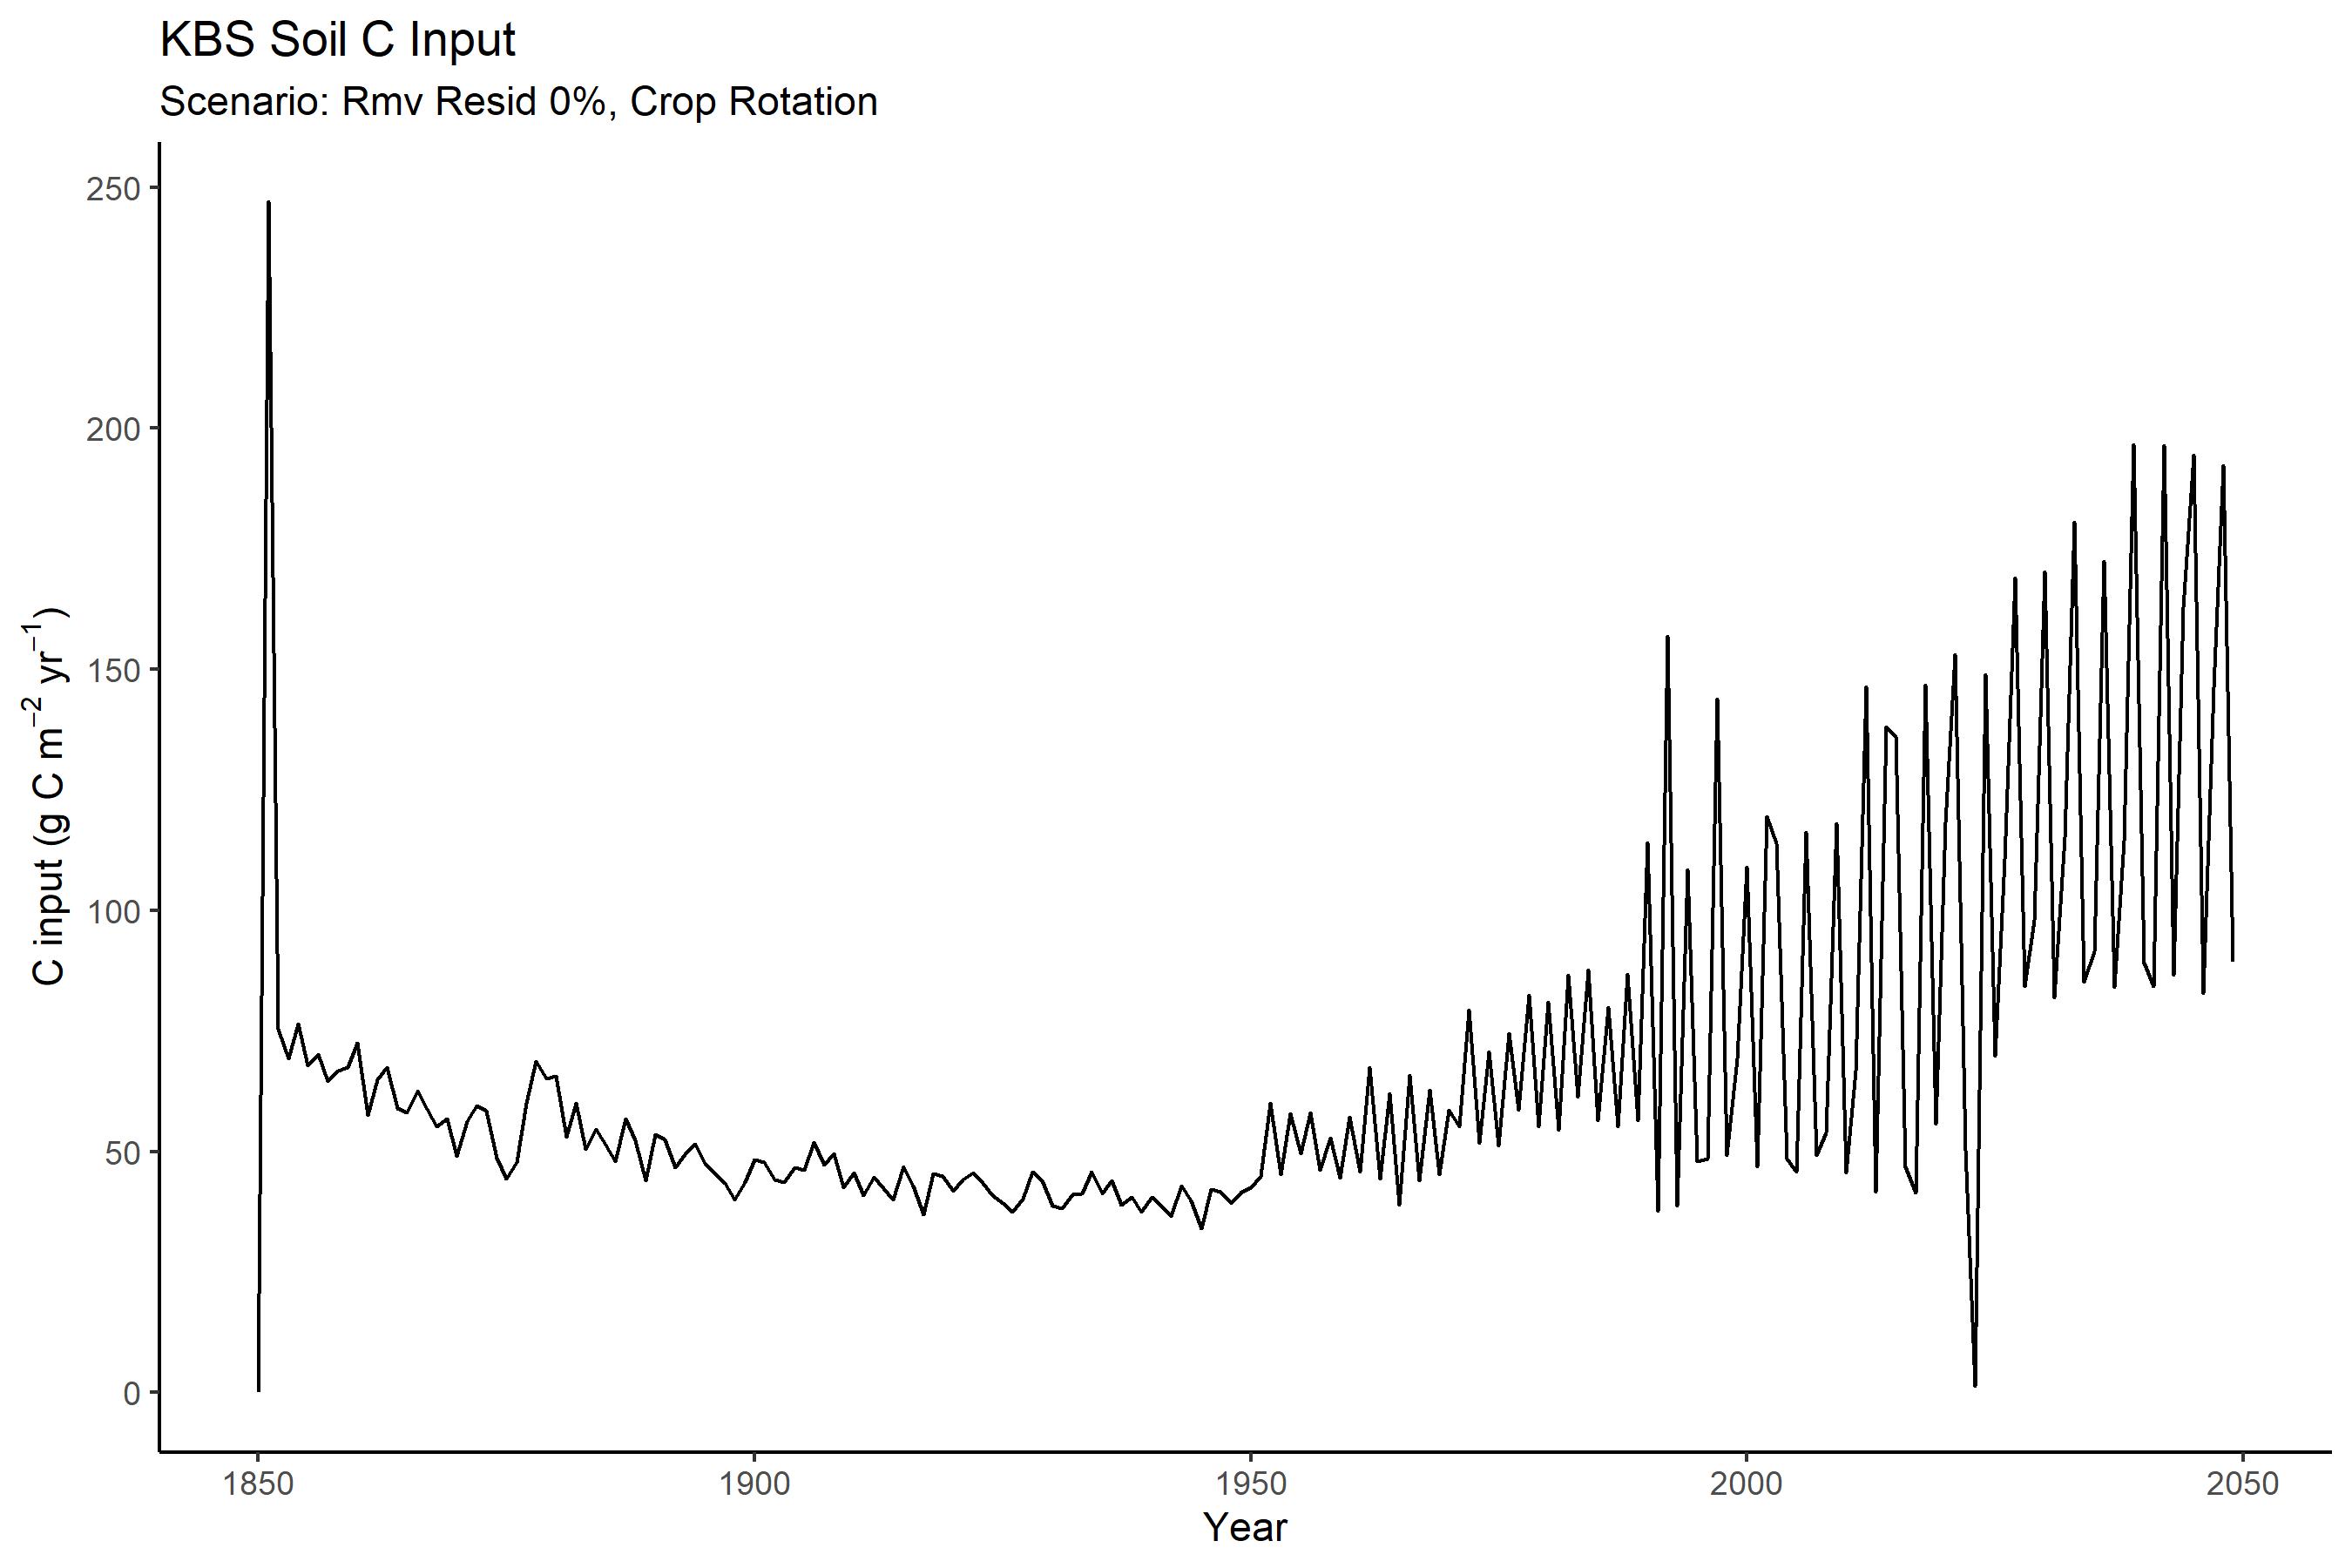 KBS Soil C Input
Scenario: Rmv Resid 0%, Crop Rotation
250
200
150
100
50
0
C input (g C m⁻² yr⁻¹)
1850 1900 1950 2000 2050
Year